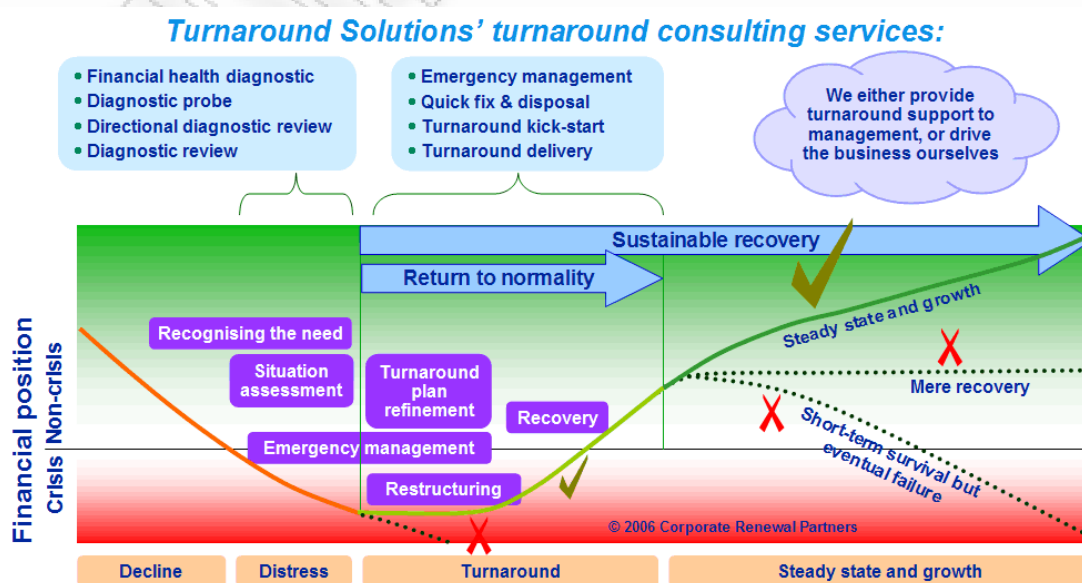 Turnaround Solutions' turnaround consulting services:
• Financial health diagnostic
• Diagnostic probe
• Directional diagnostic review
• Diagnostic review
• Emergency management
• Quick fix & disposal
• Turnaround kick-start
• Turnaround delivery
We either provide
turnaround support to
management, or drive
the business ourselves
Sustainable recovery
Return to normality
Recognising the need
Situation
assessment
Turnaround
plan
refinement
Recovery
Emergency management
Restructuring
Steady state and growth
Mere recovery
Short-term survival but
eventual failure
Financial position
Non-crisis
Crisis
© 2006 Corporate Renewal Partners
Decline
Distress
Turnaround
Steady state and growth